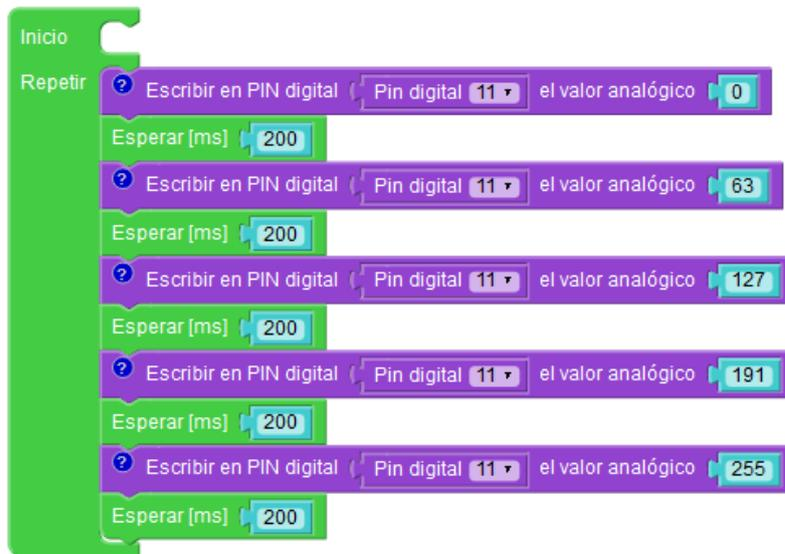 Inicio
Repetir
? Escribir en PIN digital Pin digital 11 el valor analógico 0
Esperar [ms] 200
? Escribir en PIN digital Pin digital 11 el valor analógico 63
Esperar [ms] 200
? Escribir en PIN digital Pin digital 11 el valor analógico 127
Esperar [ms] 200
? Escribir en PIN digital Pin digital 11 el valor analógico 191
Esperar [ms] 200
? Escribir en PIN digital Pin digital 11 el valor analógico 255
Esperar [ms] 200